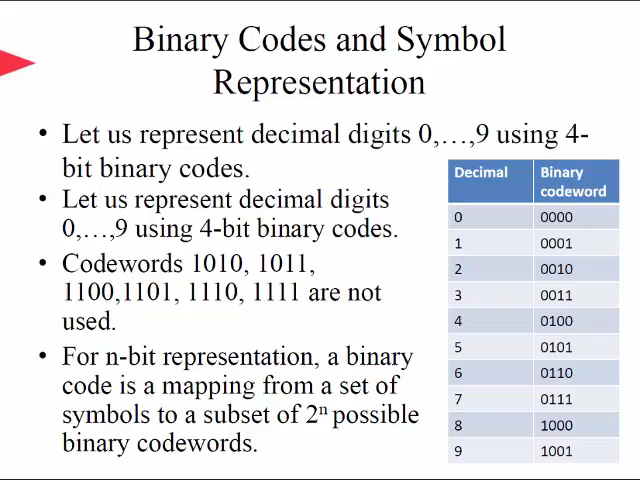 Binary Codes and Symbol
Representation
• Let us represent decimal digits 0,…,9 using 4-
bit binary codes.
• Let us represent decimal digits
0,…,9 using 4-bit binary codes.
• Codewords 1010, 1011,
1100,1101, 1110, 1111 are not
used.
• For n-bit representation, a binary
code is a mapping from a set of
symbols to a subset of 2ⁿ possible
binary codewords.
Decimal Binary
codeword
0 0000
1 0001
2 0010
3 0011
4 0100
5 0101
6 0110
7 0111
8 1000
9 1001